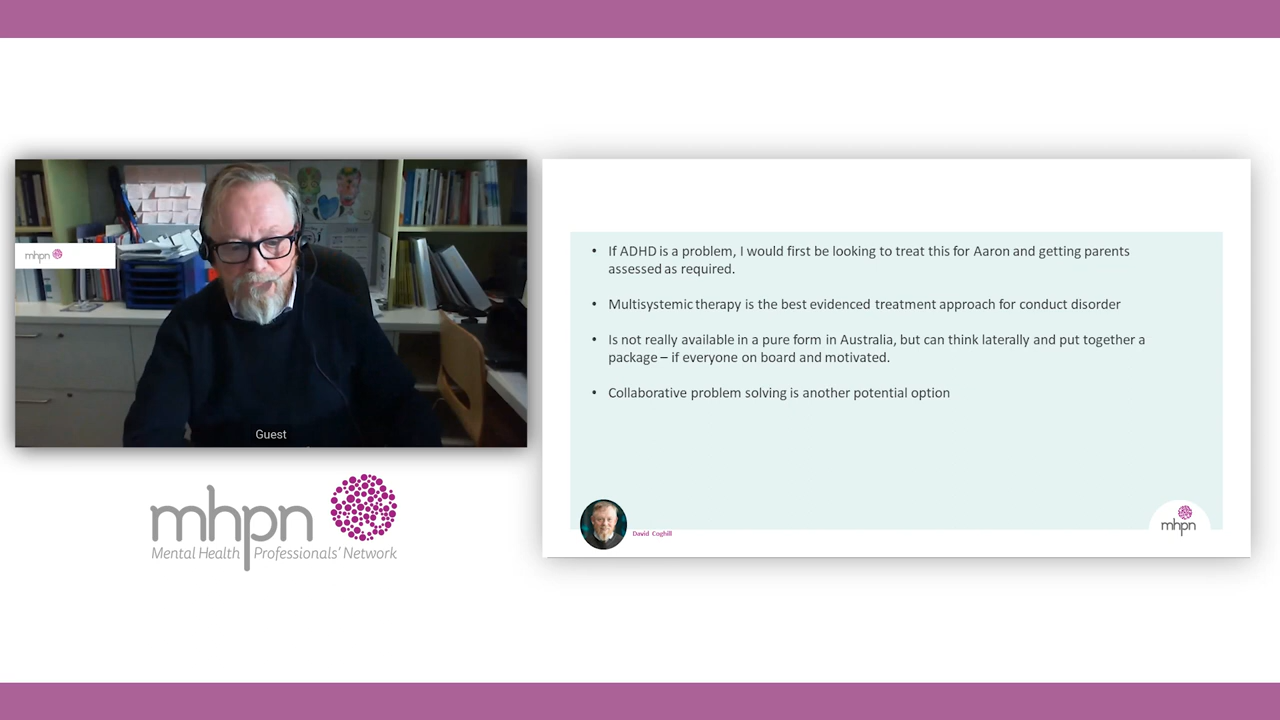 mhpn
Guest
mhpn
Mental Health Professionals' Network
• If ADHD is a problem, I would first be looking to treat this for Aaron and getting parents
assessed as required.
• Multisystemic therapy is the best evidenced treatment approach for conduct disorder
• Is not really available in a pure form in Australia, but can think laterally and put together a
package – if everyone on board and motivated.
• Collaborative problem solving is another potential option
David Coghill
mhpn